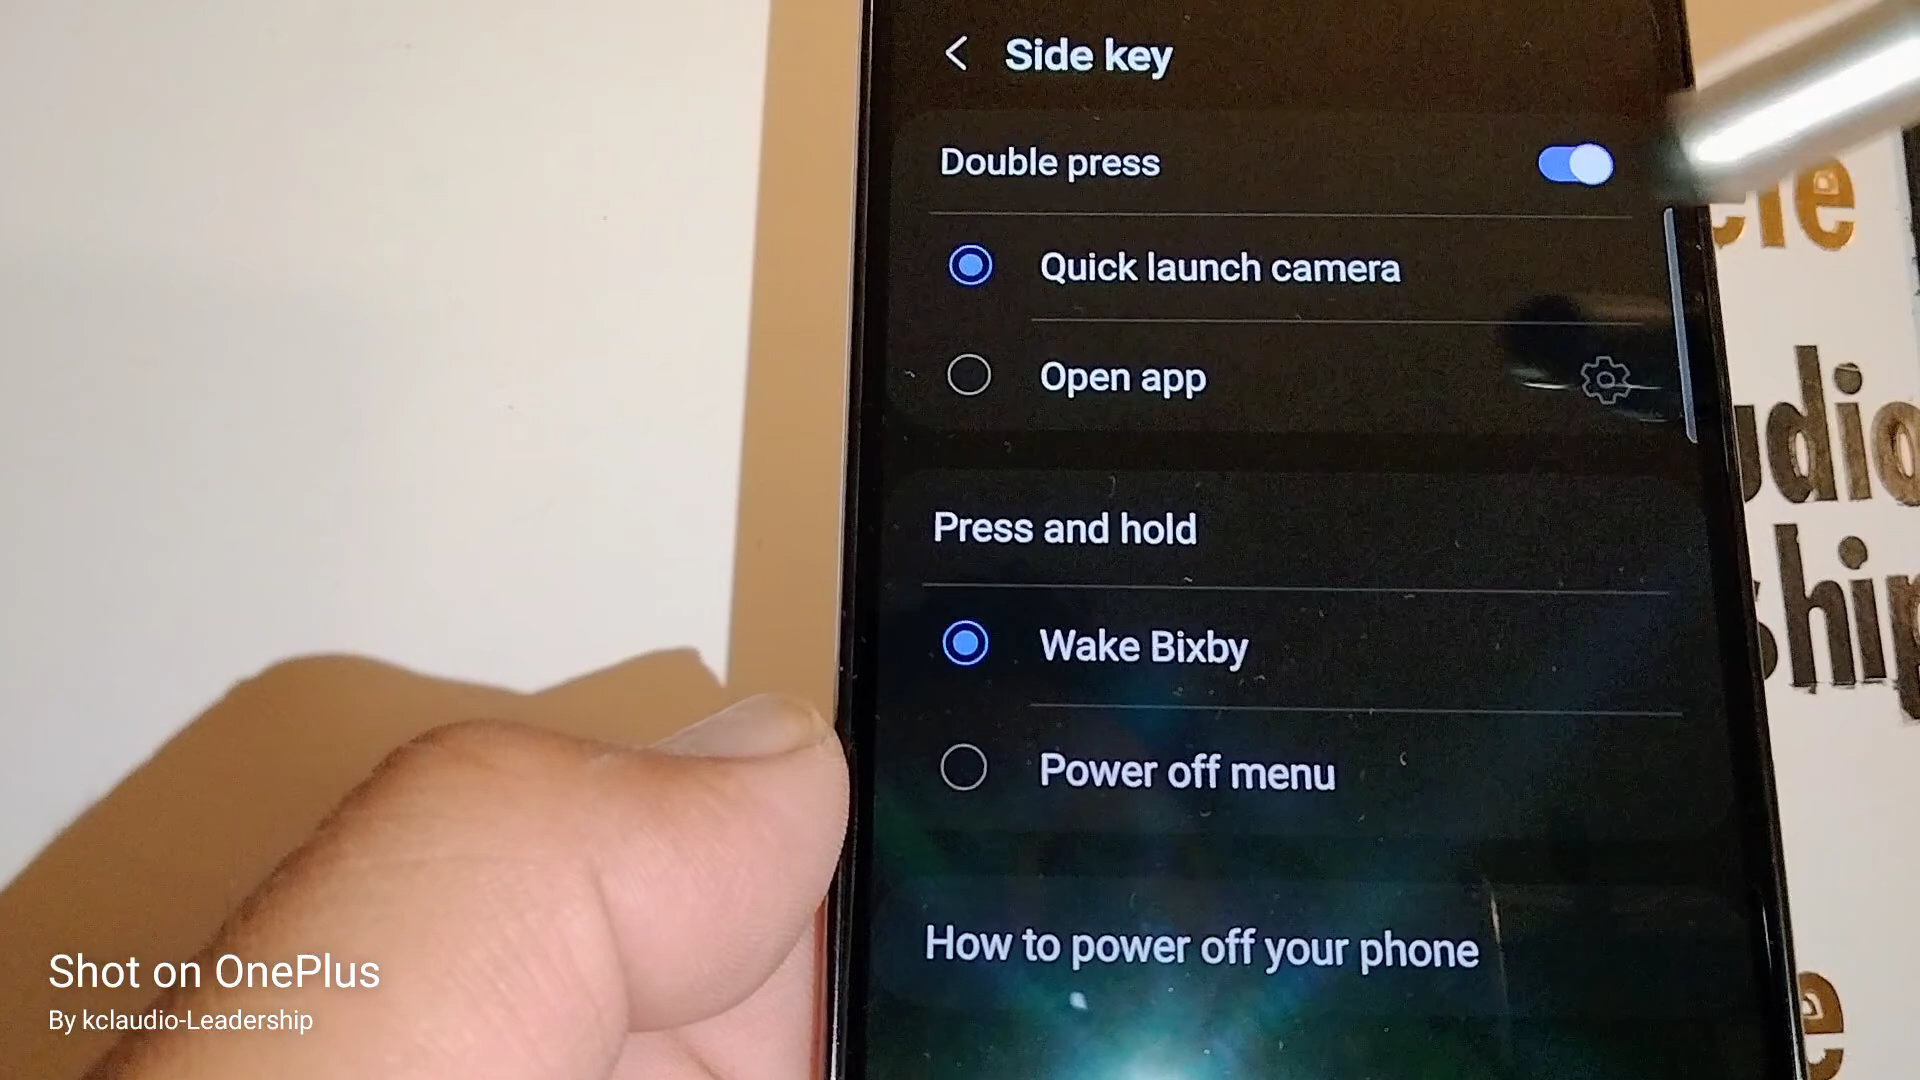 Side key
Double press
Quick launch camera
Open app
Press and hold
Wake Bixby
Power off menu
How to power off your phone
Shot on OnePlus
By kclaudio-Leadership